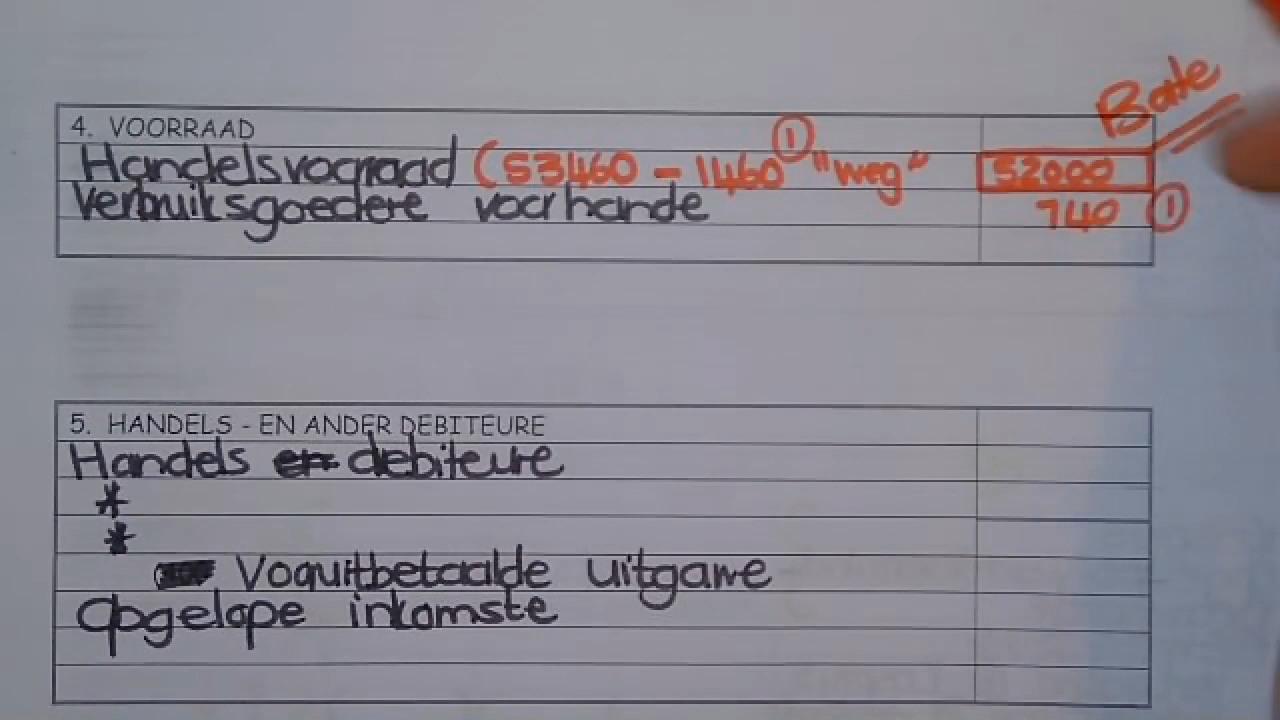 Bate
4. VOORRAAD
Handelsvoorraad (53460 - 1460 ① "weg" 52000
Verbruiksgoedere voorhande 740 ①
5. HANDELS - EN ANDER DEBITEURE
Handels en debiteure
*
*
Vooruitbetaalde uitgawe
Opgelope inkomste